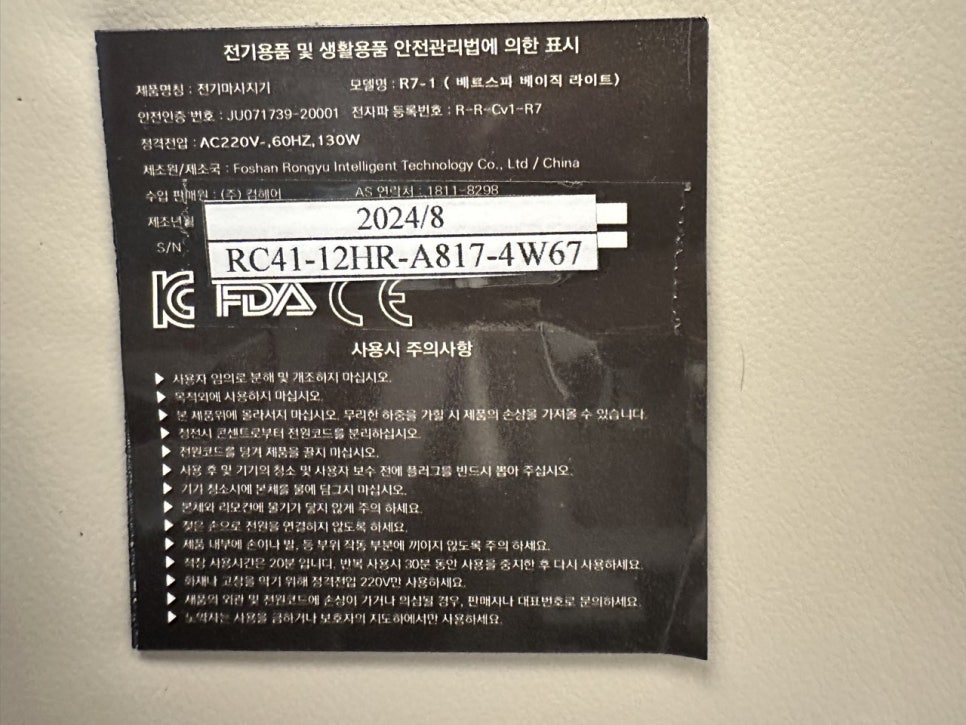 전기용품 및 생활용품 안전관리법에 의한 표시
제품명칭 : 전기마시지기 모델명 : R7-1 ( 베르스파 베이직 라이트)
안전인증 번호 : JU071739-20001 전자파 등록번호 : R-R-Cv1-R7
정격전압 : AC220V~,60HZ,130W
제조원/제조국 : Foshan Rongyu Intelligent Technology Co., Ltd / China
수입 판매원 : (주) 컴헤어 AS 연락처 : 1811-8298
제조년월 2024/8
S/N RC41-12HR-A817-4W67
KC FDA CE
사용시 주의사항
▶ 사용자 임의로 분해 및 개조하지 마십시오.
▶ 목적외에 사용하지 마십시오.
▶ 본 제품위에 올라서지 마십시오. 무리한 하중을 가할 시 제품의 손상을 가져올 수 있습니다.
▶ 정전시 콘센트로부터 전원코드를 분리하십시오.
▶ 전원코드를 당겨 제품을 끌지 마십시오.
▶ 사용 후 및 기기의 청소 및 사용자 보수 전에 플러그를 반드시 뽑아 주십시오.
▶ 기기 청소시에 본체를 물에 담그지 마십시오.
▶ 본체와 리모컨에 물기가 닿지 않게 주의 하세요.
▶ 젖은 손으로 전원을 연결하지 않도록 하세요.
▶ 제품 내부에 손이나 발, 등 부위 작동 부분에 끼이지 않도록 주의 하세요.
▶ 적정 사용시간은 20분 입니다. 반복 사용시 30분 동안 사용을 중지한 후 다시 사용하세요.
▶ 화재나 고장을 막기 위해 정격전압 220V만 사용하세요.
▶ 제품의 외관 및 전원코드에 손상이 가거나 의심될 경우, 판매자나 대표번호로 문의하세요.
▶ 노약자는 사용을 금하거나 보호자의 지도하에서만 사용하세요.